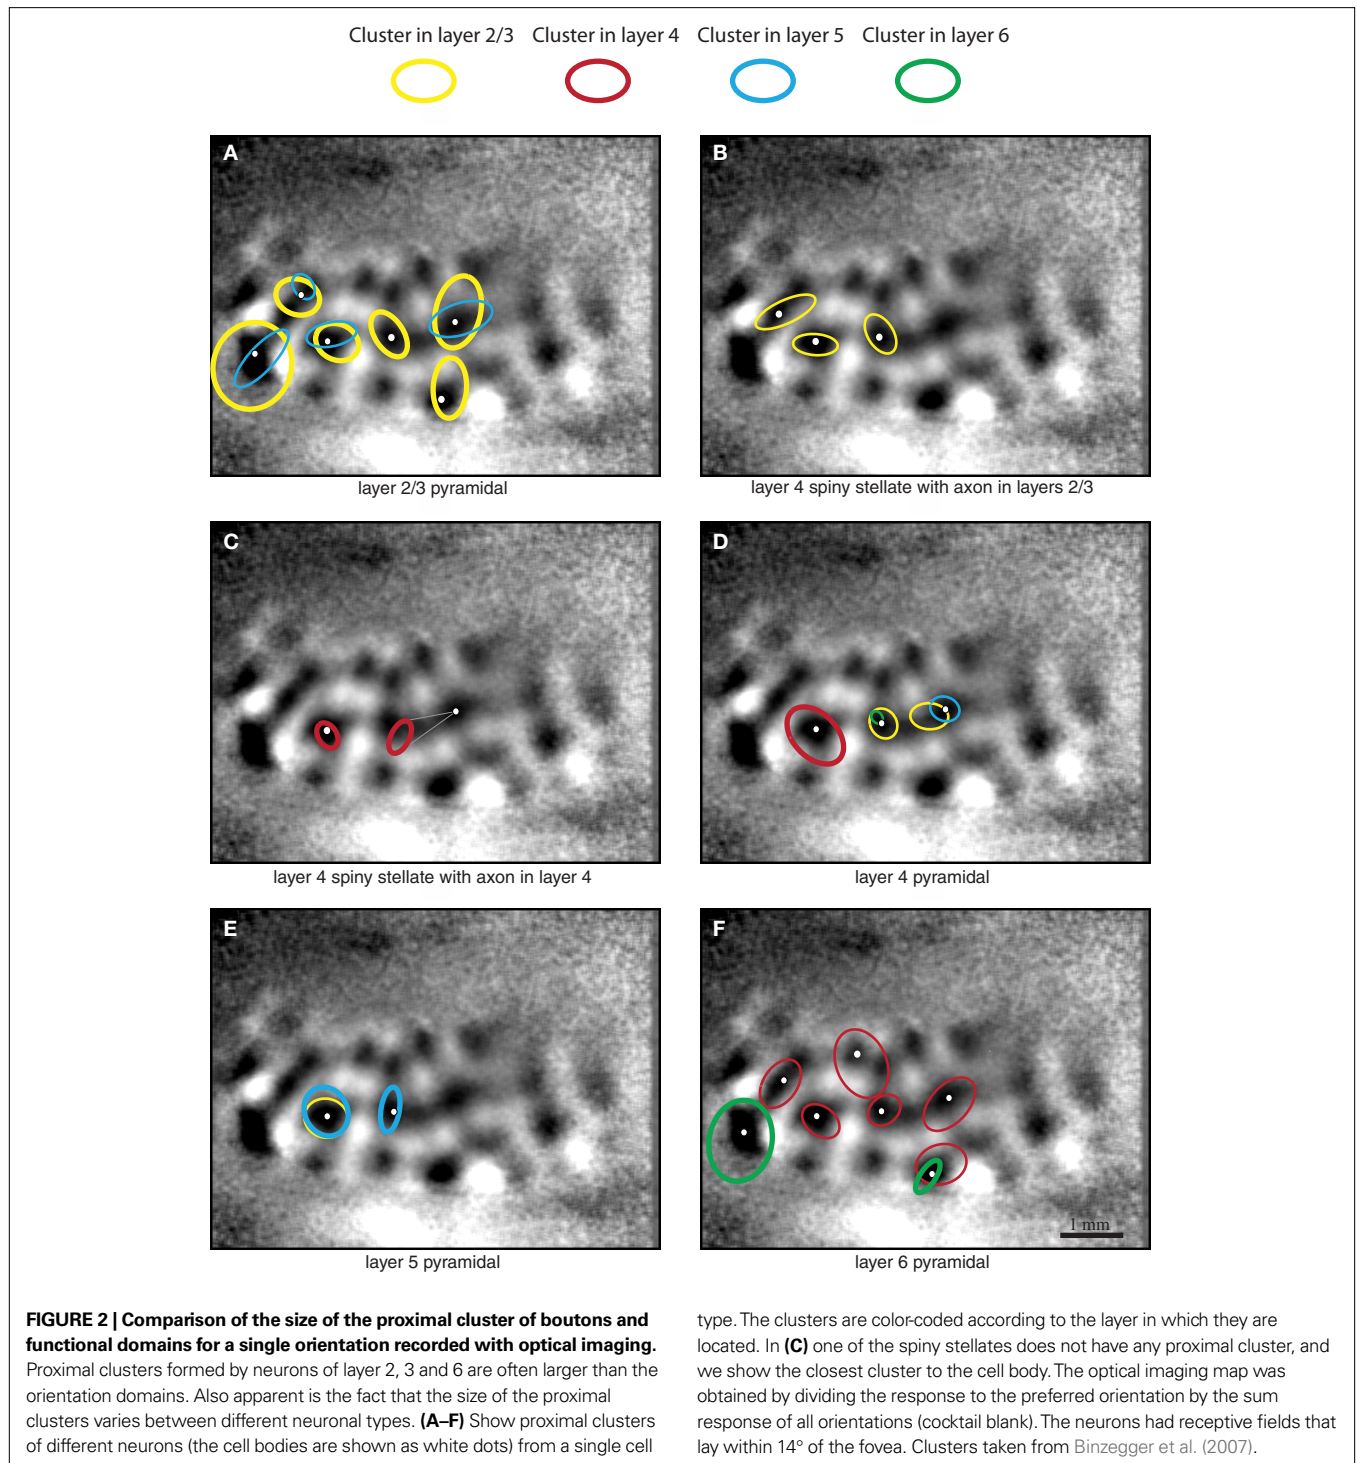 Cluster in layer 2/3 Cluster in layer 4 Cluster in layer 5 Cluster in layer 6
A
B
layer 2/3 pyramidal
layer 4 spiny stellate with axon in layers 2/3
C
D
layer 4 spiny stellate with axon in layer 4
layer 4 pyramidal
E
F
1 mm
layer 5 pyramidal
layer 6 pyramidal
FIGURE 2 | Comparison of the size of the proximal cluster of boutons and
functional domains for a single orientation recorded with optical imaging.
Proximal clusters formed by neurons of layer 2, 3 and 6 are often larger than the
orientation domains. Also apparent is the fact that the size of the proximal
clusters varies between different neuronal types. (A–F) Show proximal clusters
of different neurons (the cell bodies are shown as white dots) from a single cell
type. The clusters are color-coded according to the layer in which they are
located. In (C) one of the spiny stellates does not have any proximal cluster, and
we show the closest cluster to the cell body. The optical imaging map was
obtained by dividing the response to the preferred orientation by the sum
response of all orientations (cocktail blank). The neurons had receptive fields that
lay within 14° of the fovea. Clusters taken from Binzegger et al. (2007).